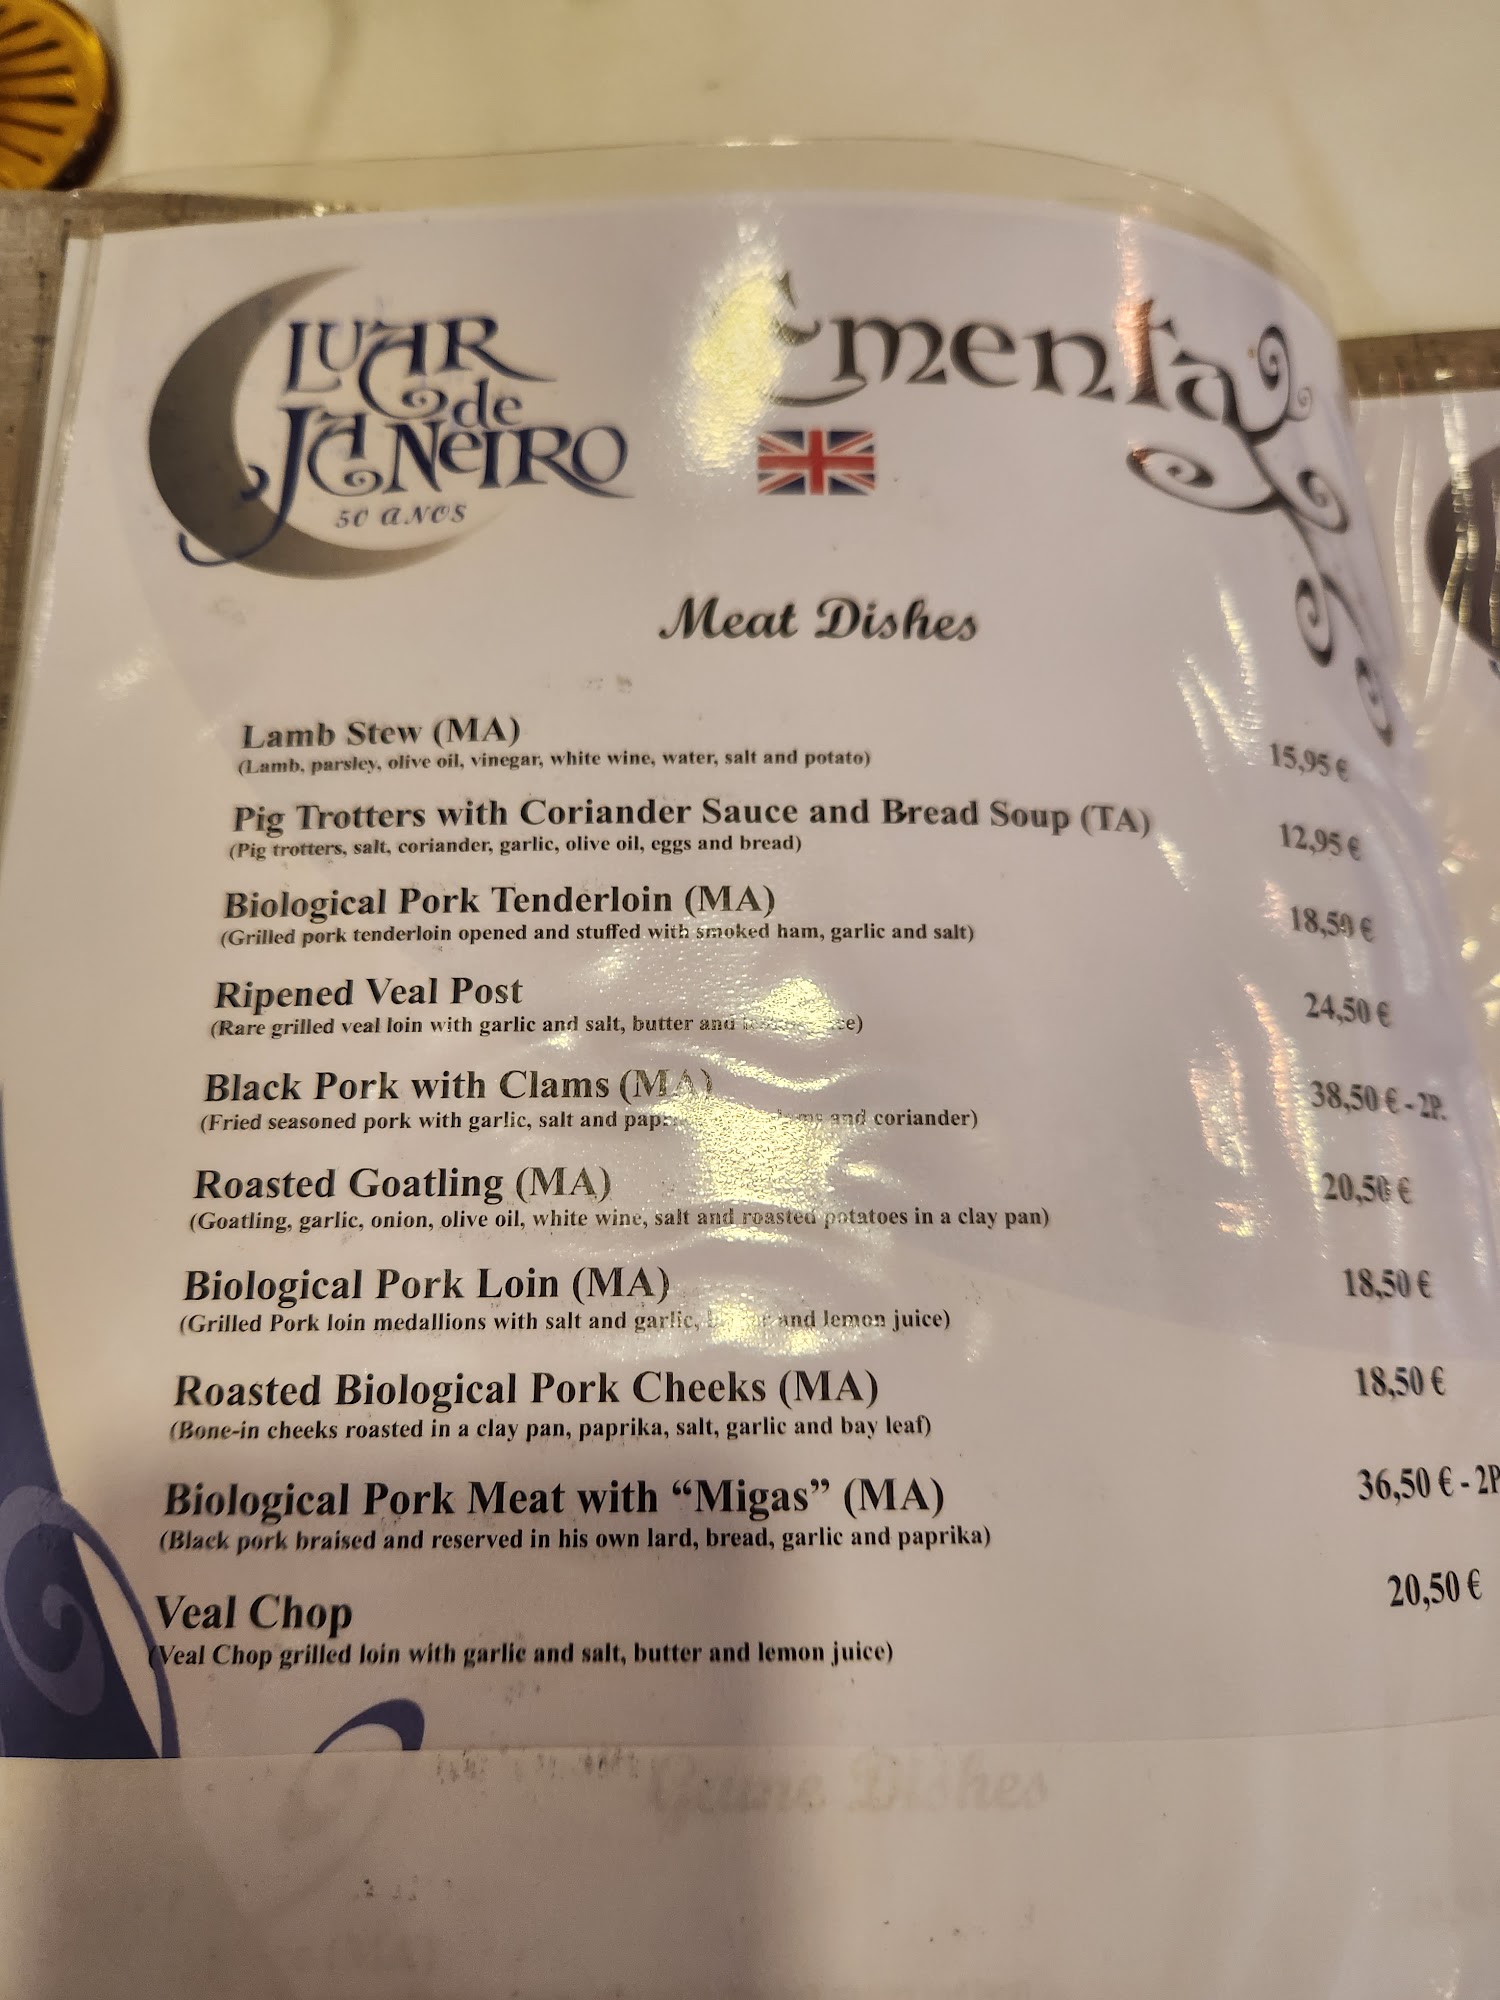 LUAR
de
JANEIRO
50 ANOS
Ementa
Meat Dishes
Lamb Stew (MA)
15,95 €
(Lamb, parsley, olive oil, vinegar, white wine, water, salt and potato)
Pig Trotters with Coriander Sauce and Bread Soup (TA)
12,95 €
(Pig trotters, salt, coriander, garlic, olive oil, eggs and bread)
Biological Pork Tenderloin (MA)
18,50 €
(Grilled pork tenderloin opened and stuffed with smoked ham, garlic and salt)
Ripened Veal Post
24,50 €
(Rare grilled veal loin with garlic and salt, butter and
Black Pork with Clams (MA)
38,50 € - 2P.
(Fried seasoned pork with garlic, salt and and coriander)
Roasted Goatling (MA)
20,50 €
(Goatling, garlic, onion, olive oil, white wine, salt and roasted potatoes in a clay pan)
Biological Pork Loin (MA)
18,50 €
(Grilled Pork loin medallions with salt and garlic, and lemon juice)
Roasted Biological Pork Cheeks (MA)
18,50 €
(Bone-in cheeks roasted in a clay pan, paprika, salt, garlic and bay leaf)
Biological Pork Meat with “Migas” (MA)
36,50 € - 2P
(Black pork braised and reserved in his own lard, bread, garlic and paprika)
Veal Chop
20,50 €
(Veal Chop grilled loin with garlic and salt, butter and lemon juice)
Game Dishes